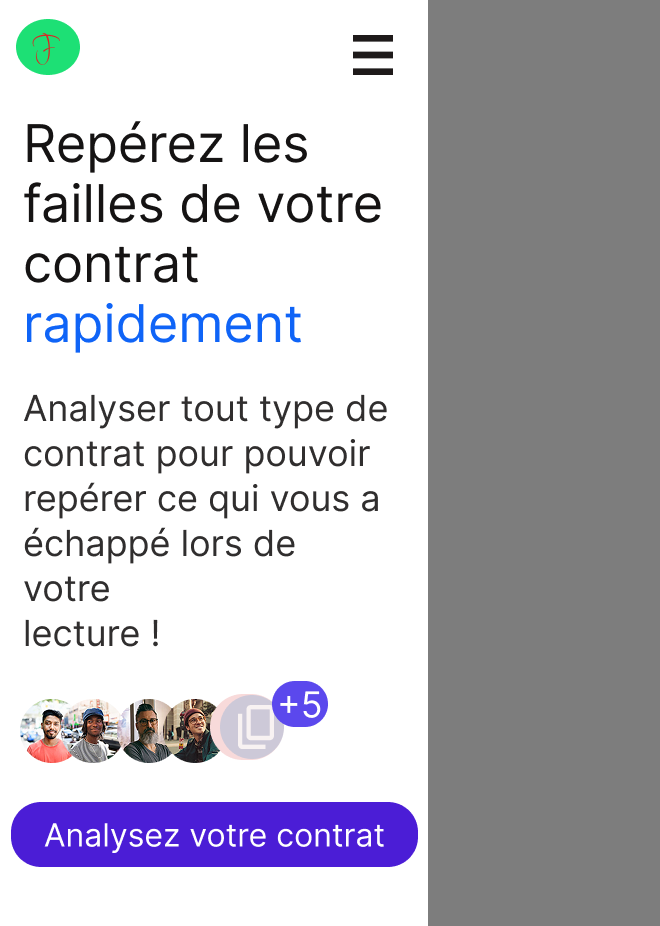 F
Repérez les
failles de votre
contrat
rapidement
Analyser tout type de
contrat pour pouvoir
repérer ce qui vous a
échappé lors de
votre
lecture !
+5
Analysez votre contrat